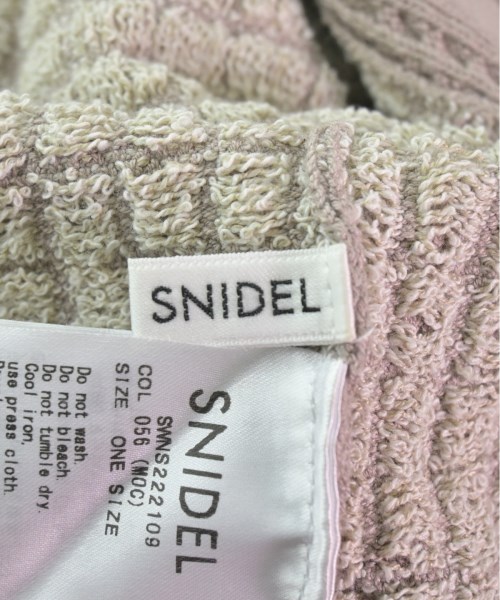 SNIDEL
SNIDEL
SWNS222109
COL 056 (MOC)
SIZE ONE SIZE
Do not wash.
Do not bleach.
Do not tumble dry.
Cool iron.
use press cloth.